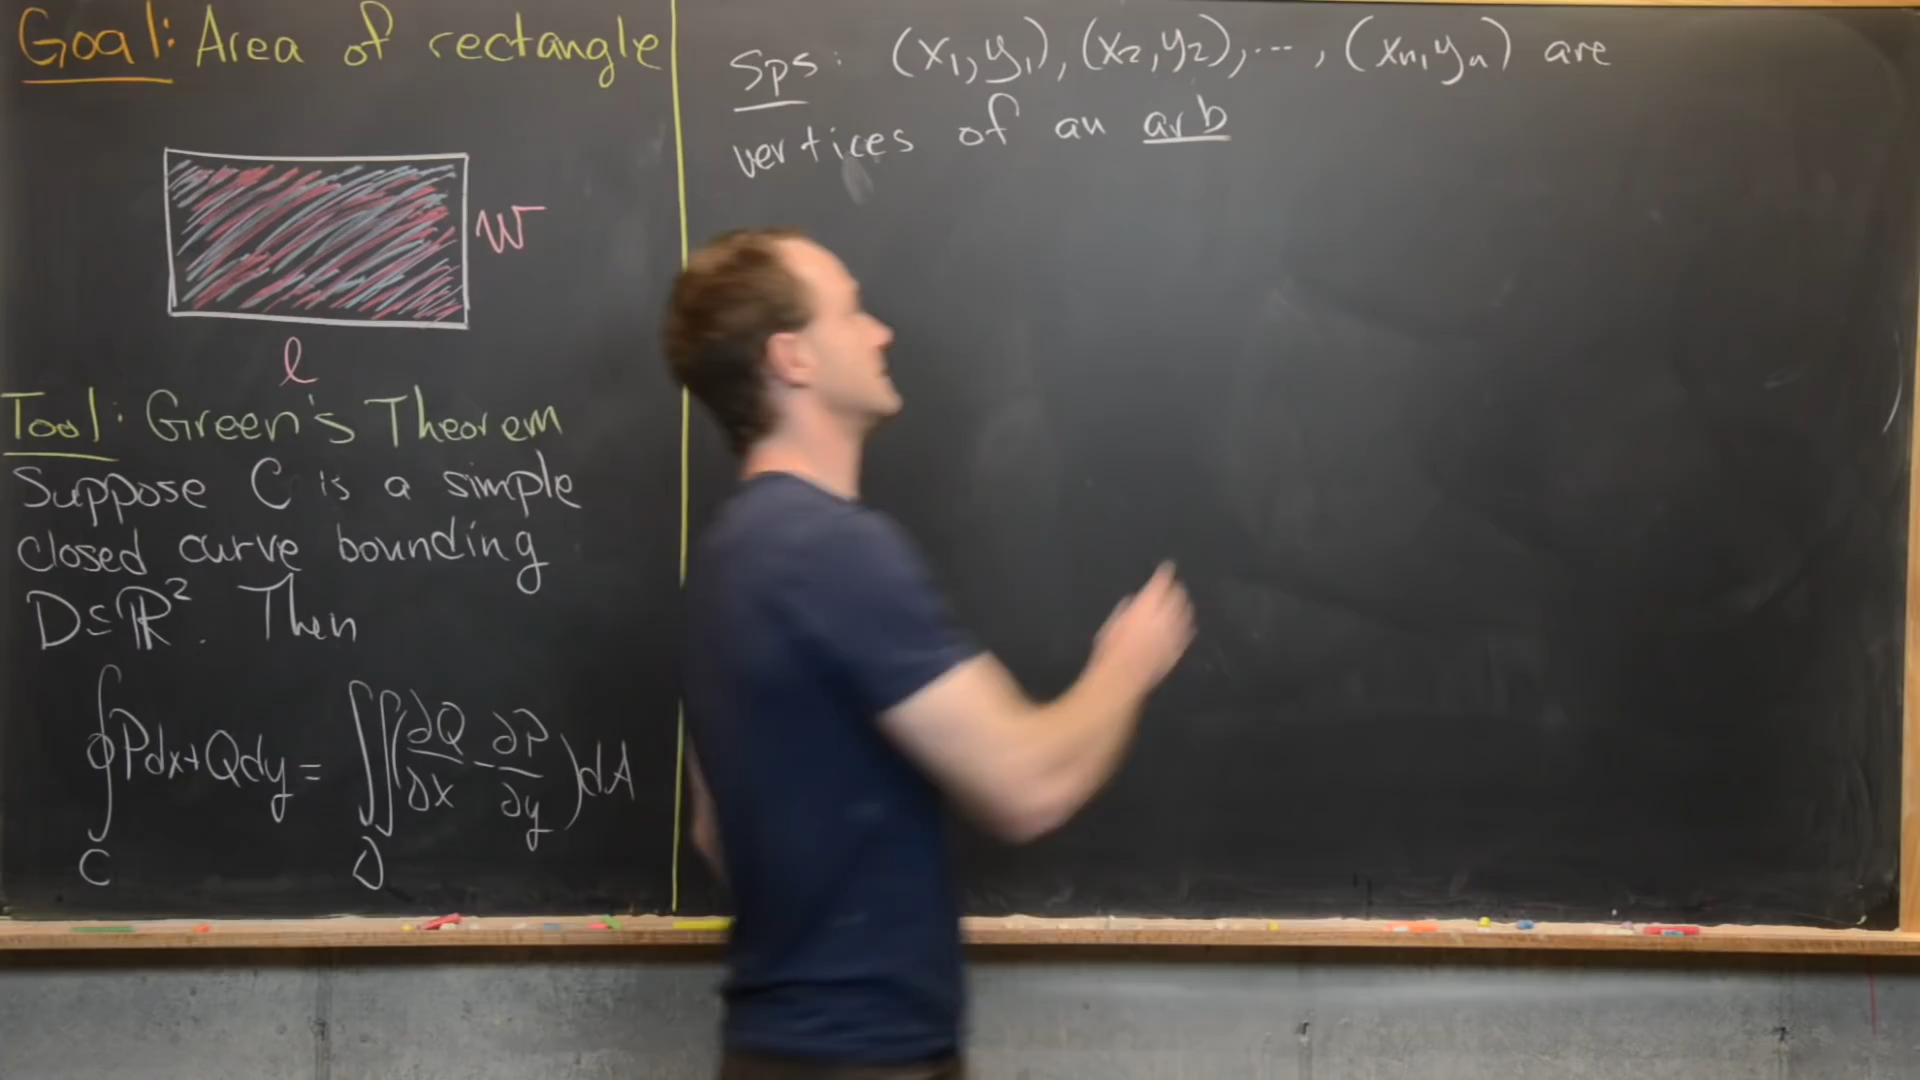 Goal: Area of rectangle
w
l
Tool: Green's Theorem
Suppose C is a simple
closed curve bounding
D⊆ℝ². Then
∮_C Pdx+Qdy = ∬_D (∂Q/∂x - ∂P/∂y) dA
Sps: (x₁,y₁), (x₂,y₂), ..., (xₙ,yₙ) are
vertices of an arb